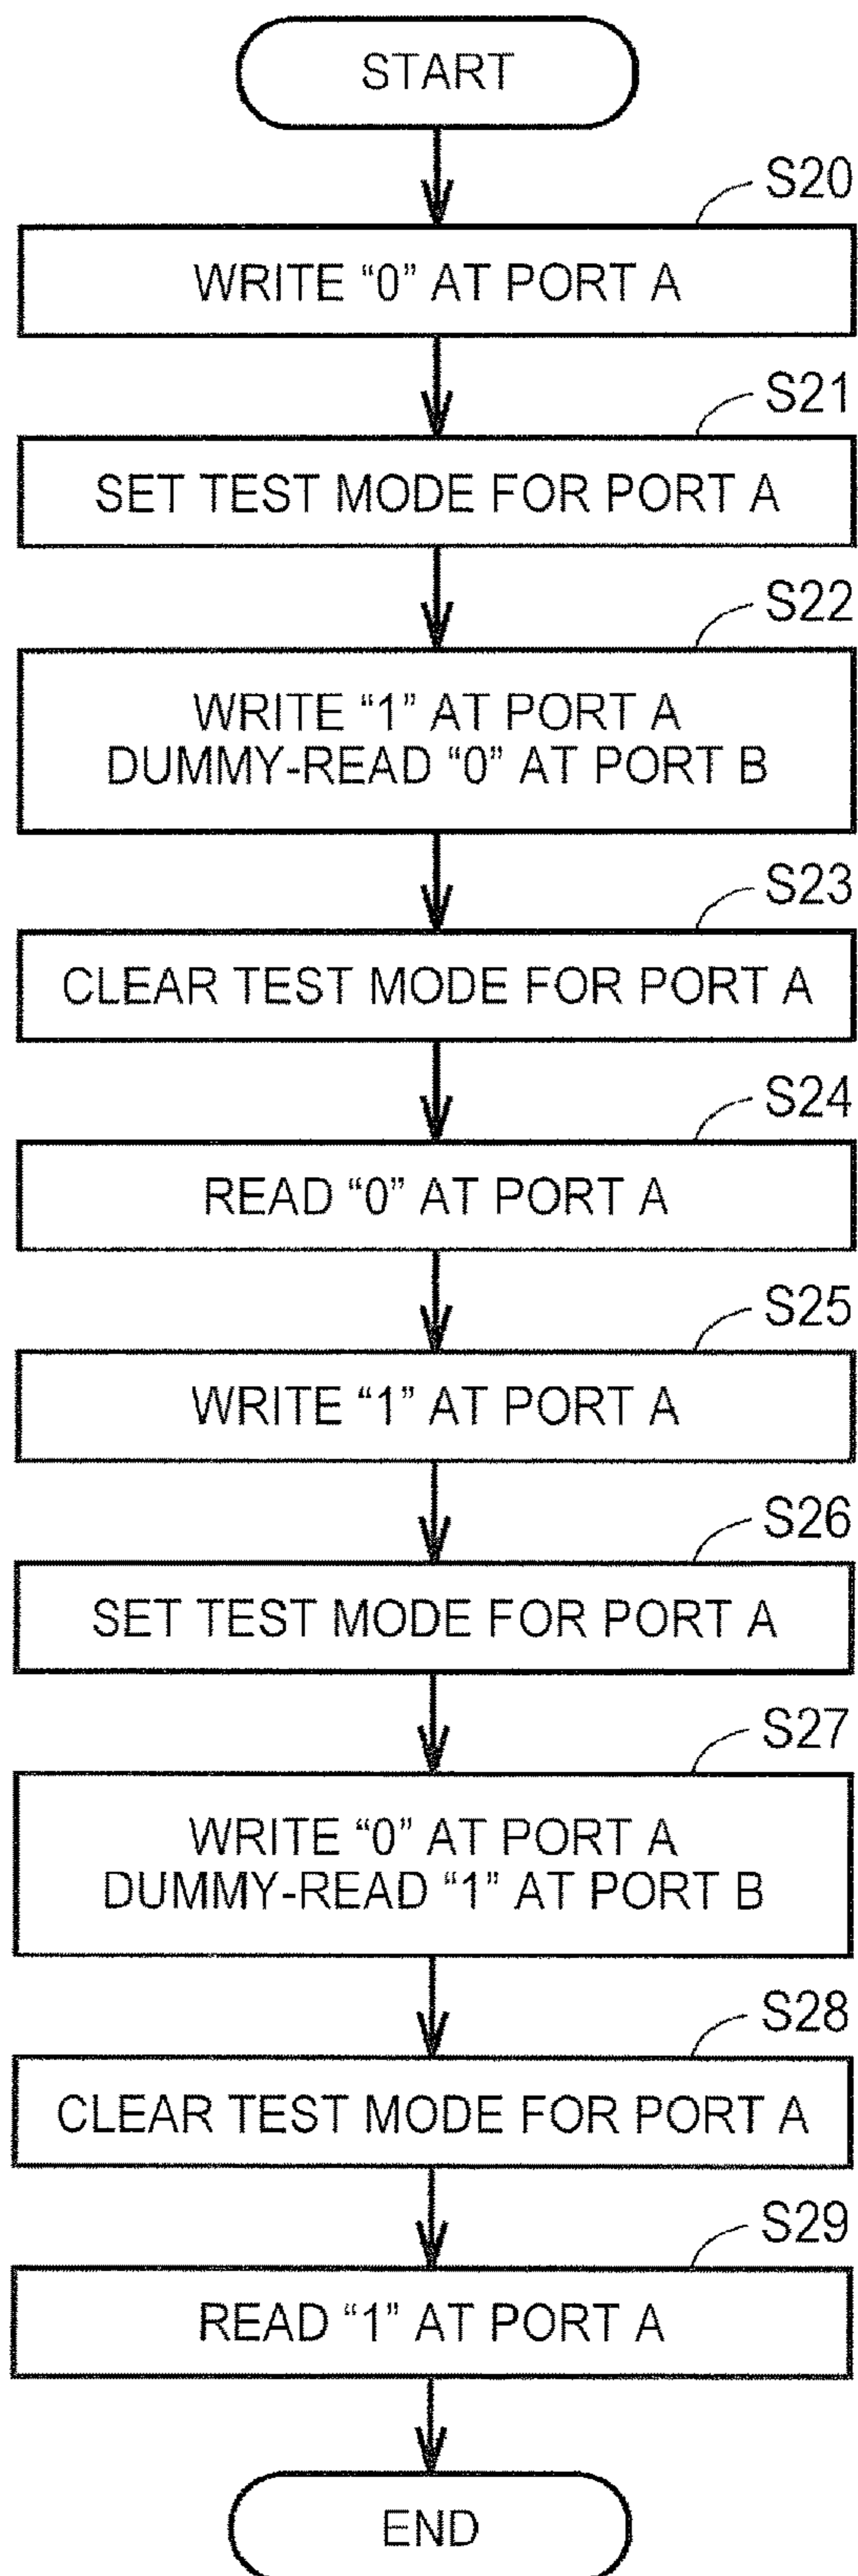 START
S20
WRITE “0” AT PORT A
S21
SET TEST MODE FOR PORT A
S22
WRITE “1” AT PORT A
DUMMY-READ “0” AT PORT B
S23
CLEAR TEST MODE FOR PORT A
S24
READ “0” AT PORT A
S25
WRITE “1” AT PORT A
S26
SET TEST MODE FOR PORT A
S27
WRITE “0” AT PORT A
DUMMY-READ “1” AT PORT B
S28
CLEAR TEST MODE FOR PORT A
S29
READ “1” AT PORT A
END